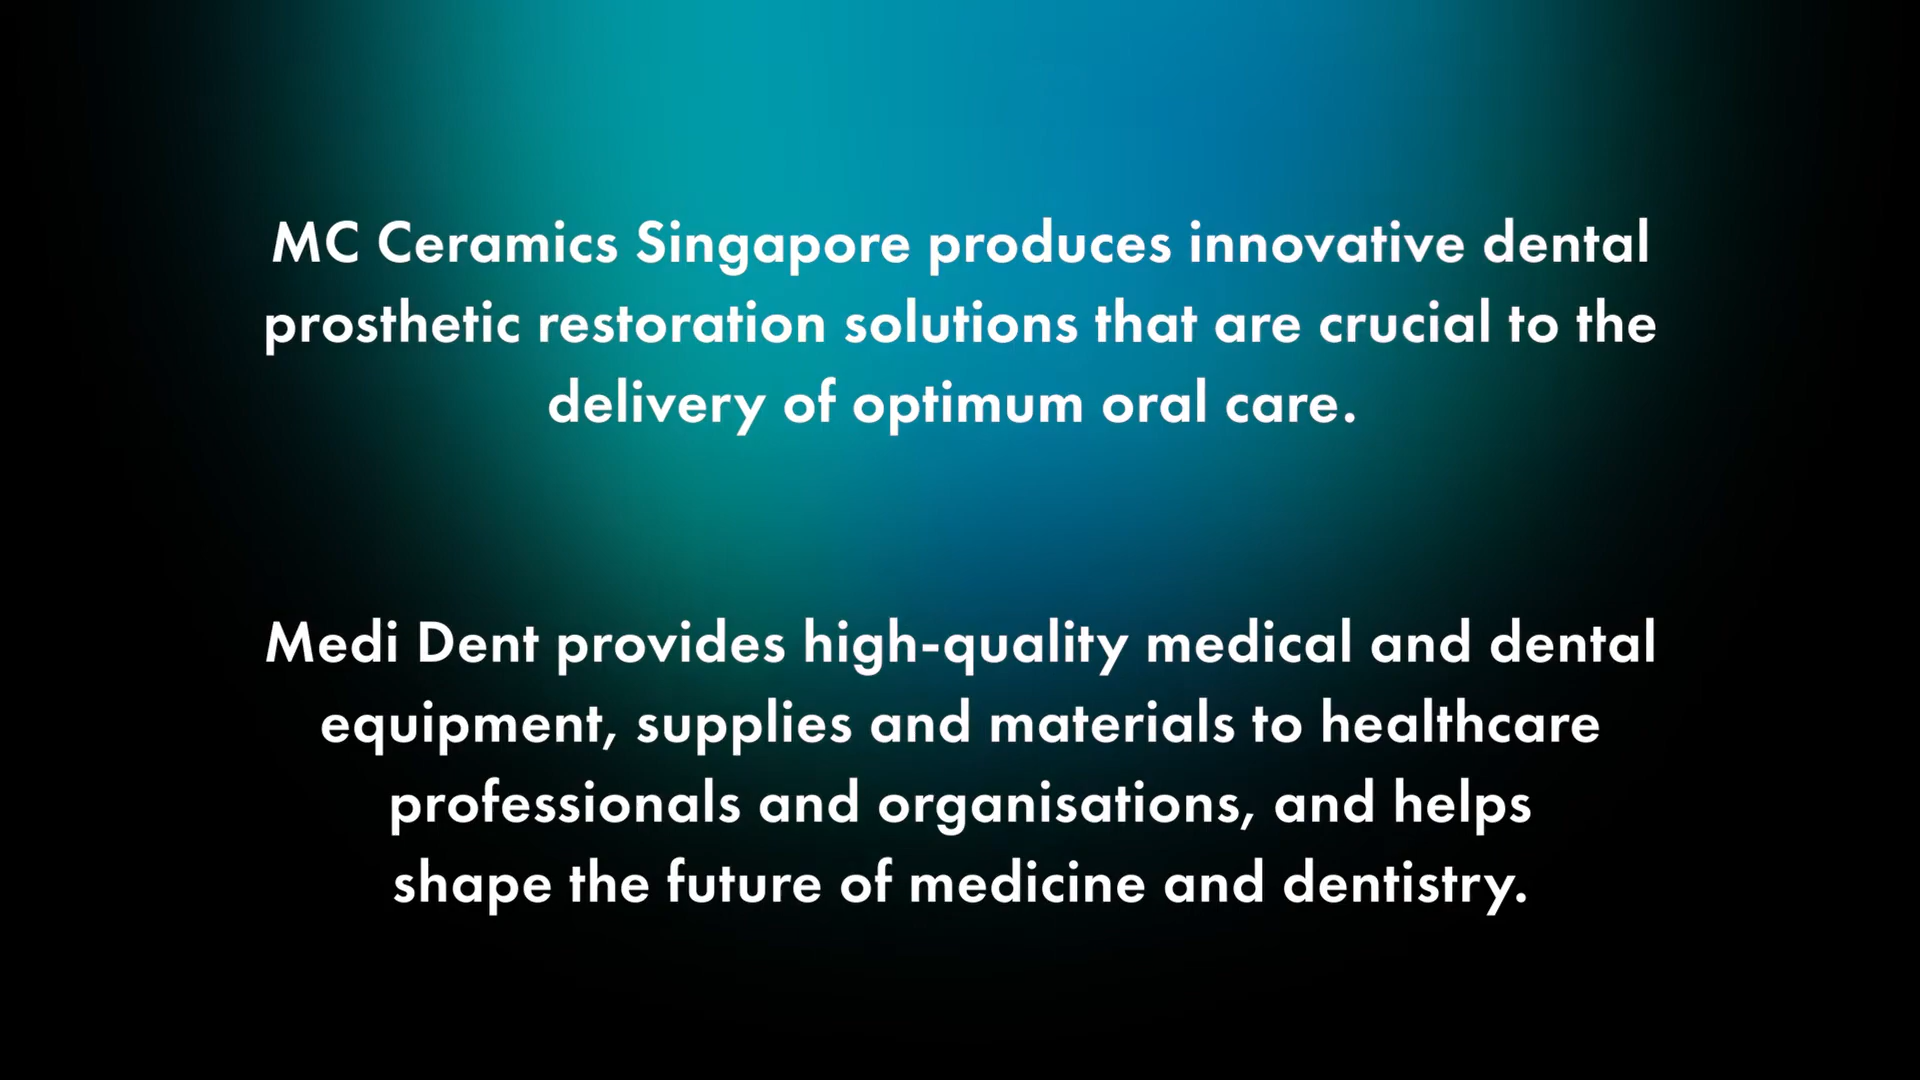 MC Ceramics Singapore produces innovative dental
prosthetic restoration solutions that are crucial to the
delivery of optimum oral care.
Medi Dent provides high-quality medical and dental
equipment, supplies and materials to healthcare
professionals and organisations, and helps
shape the future of medicine and dentistry.